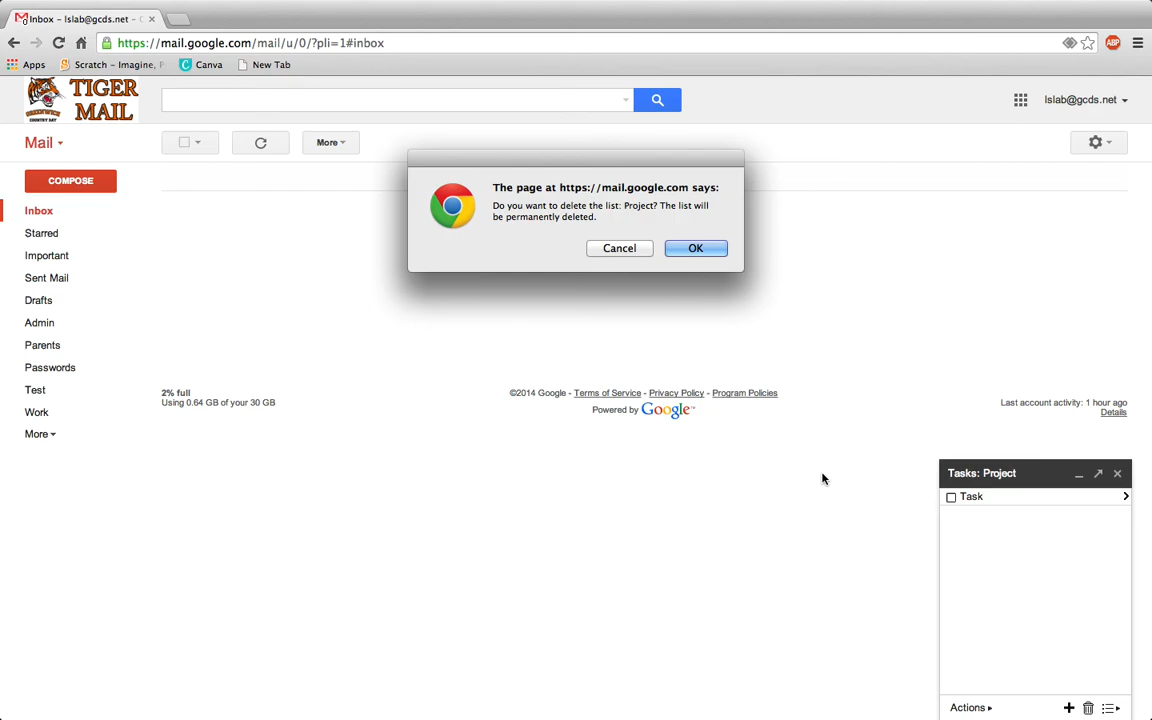 Inbox – lslab@gcds.net – 
https://mail.google.com/mail/u/0/?pli=1#inbox
ABP
Apps Scratch – Imagine, P Canva New Tab
TIGER
MAIL
GREENWICH
COUNTRY DAY
lslab@gcds.net
Mail
More
COMPOSE
The page at https://mail.google.com says:
Do you want to delete the list: Project? The list will
be permanently deleted.
Cancel OK
Inbox
Starred
Important
Sent Mail
Drafts
Admin
Parents
Passwords
Test
Work
More
2% full
Using 0.64 GB of your 30 GB
©2014 Google - Terms of Service - Privacy Policy - Program Policies
Powered by Google™
Last account activity: 1 hour ago
Details
Tasks: Project
Task
Actions